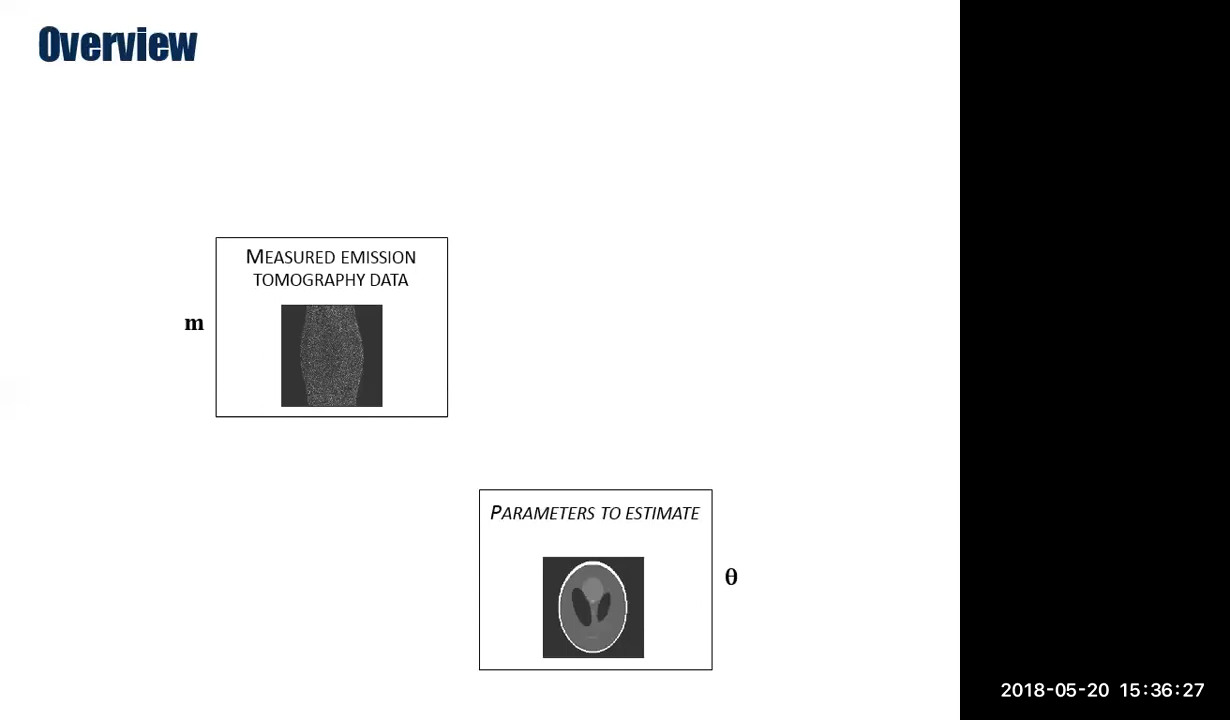 Overview
MEASURED EMISSION
TOMOGRAPHY DATA
m
PARAMETERS TO ESTIMATE
θ
2018-05-20 15:36:27